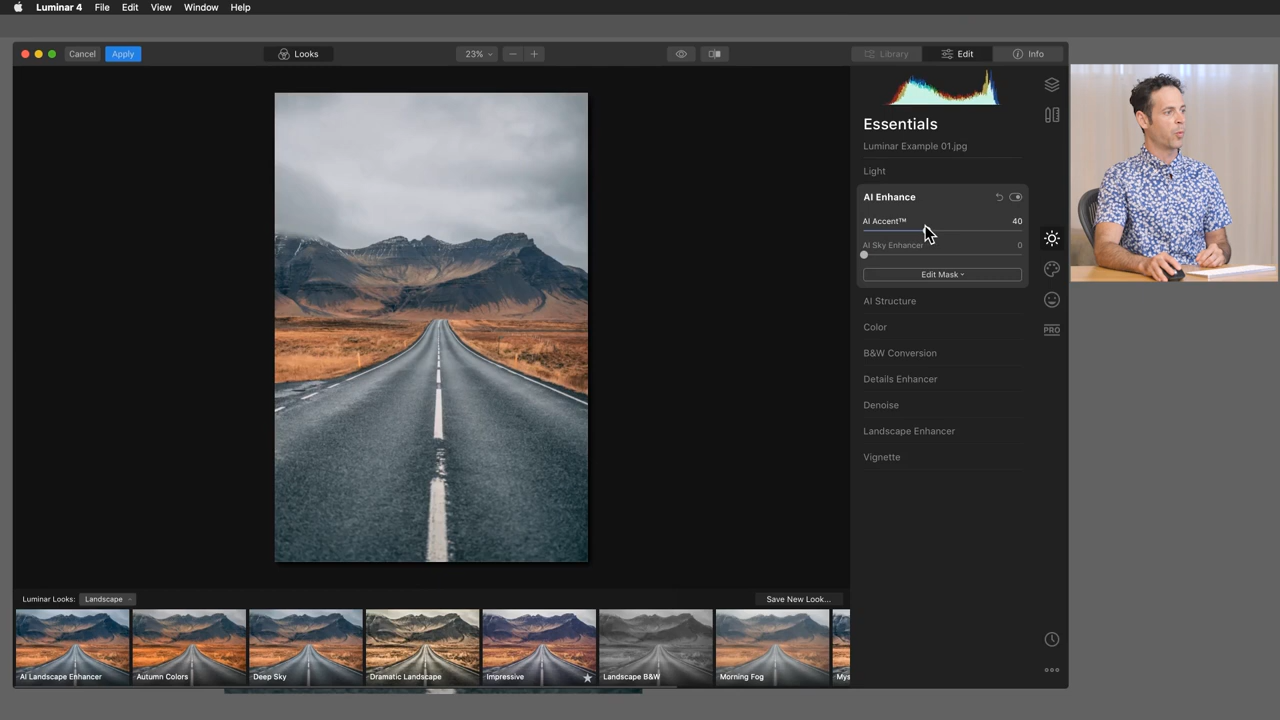 Luminar 4 File Edit View Window Help
Cancel Apply Looks 23% Library Edit Info
Essentials
Luminar Example 01.jpg
Light
AI Enhance
AI Accent™ 40
AI Sky Enhancer 0
Edit Mask
AI Structure
Color
B&W Conversion
Details Enhancer
Denoise
Landscape Enhancer
Vignette
PRO
Luminar Looks: Landscape Save New Look...
AI Landscape Enhancer Autumn Colors Deep Sky Dramatic Landscape Impressive Landscape B&W Morning Fog Mys